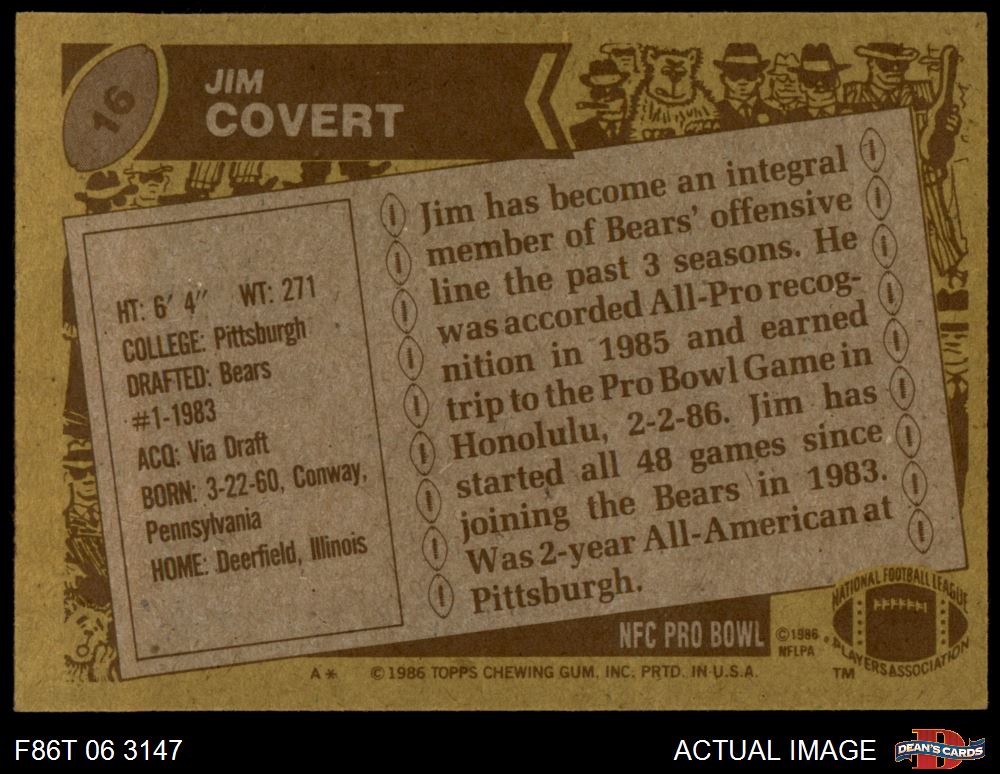 16
JIM
COVERT
HT: 6' 4" WT: 271
COLLEGE: Pittsburgh
DRAFTED: Bears
#1-1983
ACQ: Via Draft
BORN: 3-22-60, Conway,
Pennsylvania
HOME: Deerfield, Illinois
Jim has become an integral
member of Bears' offensive
line the past 3 seasons. He
was accorded All-Pro recog-
nition in 1985 and earned
trip to the Pro Bowl Game in
Honolulu, 2-2-86. Jim has
started all 48 games since
joining the Bears in 1983.
Was 2-year All-American at
Pittsburgh.
NFC PRO BOWL
©1986
NFLPA
NATIONAL FOOTBALL LEAGUE
PLAYERS ASSOCIATION
TM
A* ©1986 TOPPS CHEWING GUM, INC. PRTD. IN U.S.A.
F86T 06 3147
ACTUAL IMAGE
D
DEAN'S CARDS